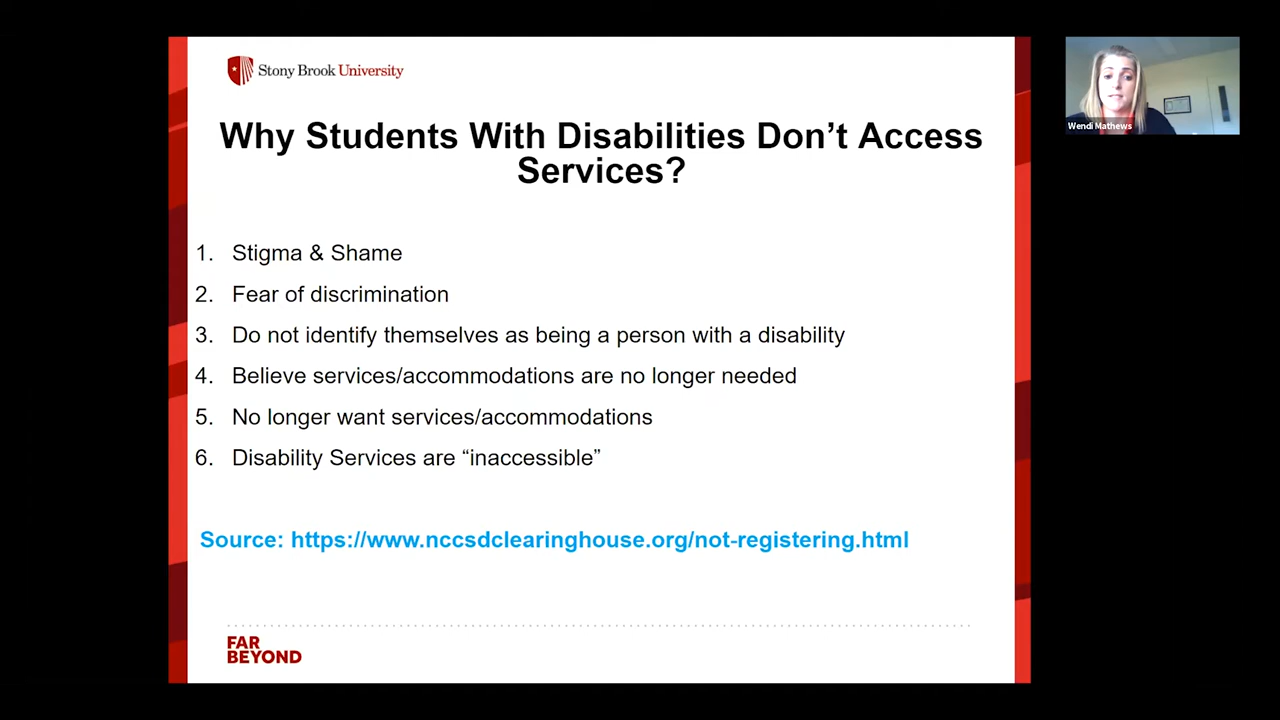 Stony Brook University
Wendi Mathews
Why Students With Disabilities Don’t Access
Services?
1. Stigma & Shame
2. Fear of discrimination
3. Do not identify themselves as being a person with a disability
4. Believe services/accommodations are no longer needed
5. No longer want services/accommodations
6. Disability Services are “inaccessible”
Source: https://www.nccsdclearinghouse.org/not-registering.html
FAR
BEYOND